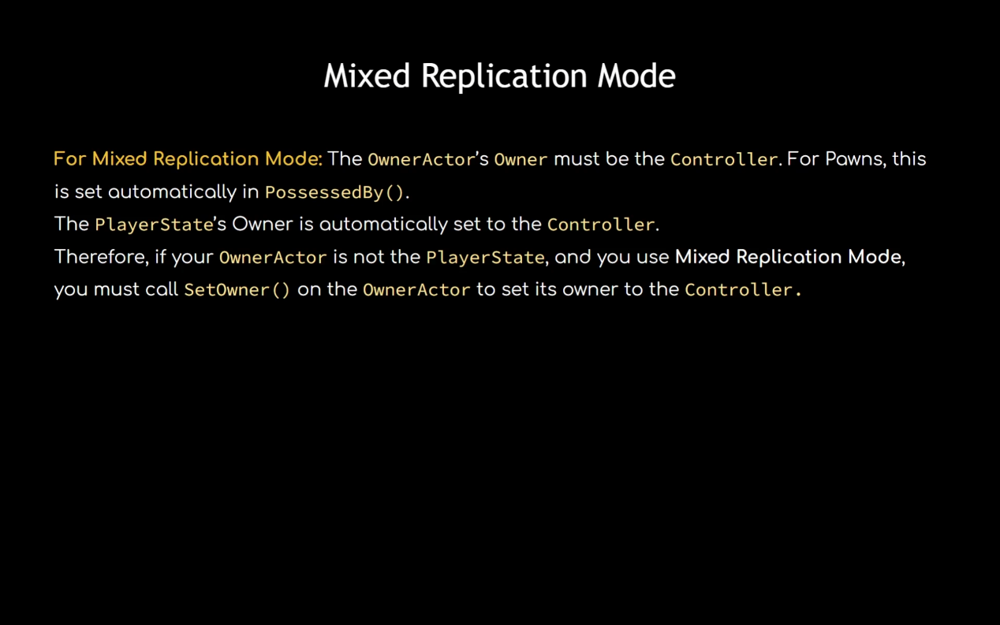 Mixed Replication Mode
For Mixed Replication Mode: The OwnerActor's Owner must be the Controller. For Pawns, this
is set automatically in PossessedBy().
The PlayerState's Owner is automatically set to the Controller.
Therefore, if your OwnerActor is not the PlayerState, and you use Mixed Replication Mode,
you must call SetOwner() on the OwnerActor to set its owner to the Controller.